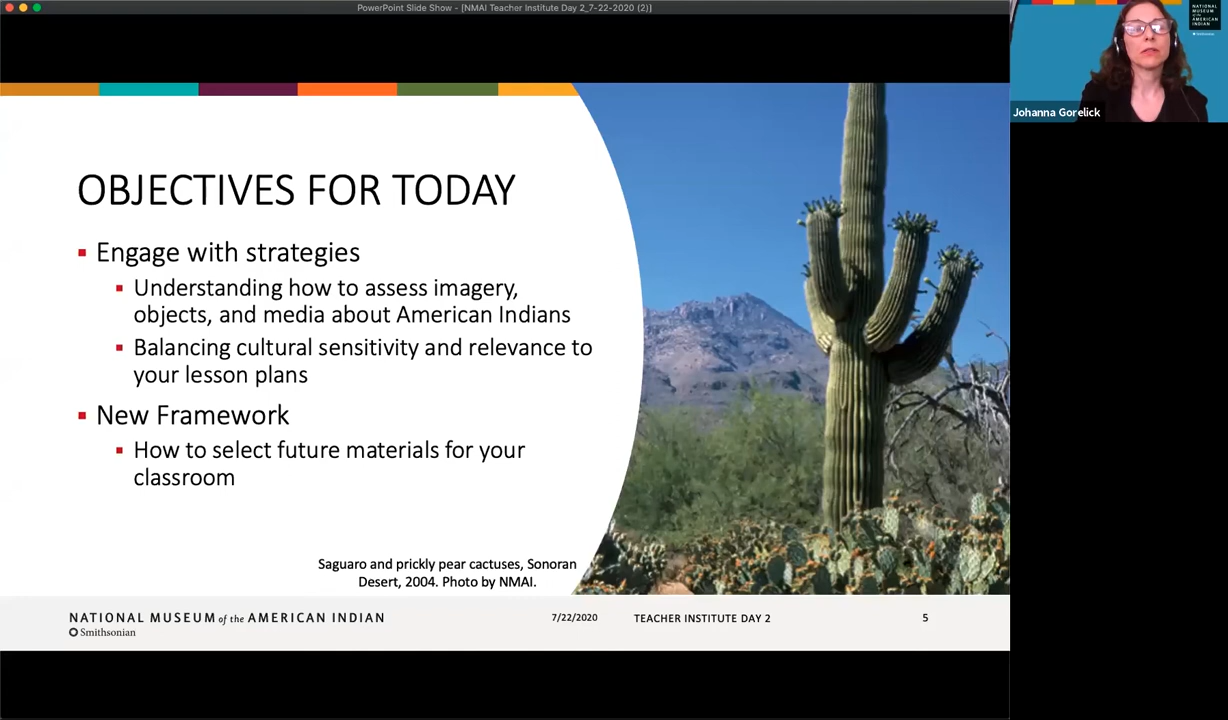 PowerPoint Slide Show - [NMAI Teacher Institute Day 2_7-22-2020 (2)]
NATIONAL
MUSEUM
of the
AMERICAN
INDIAN
Smithsonian
Johanna Gorelick
OBJECTIVES FOR TODAY
Engage with strategies
Understanding how to assess imagery,
objects, and media about American Indians
Balancing cultural sensitivity and relevance to
your lesson plans
New Framework
How to select future materials for your
classroom
Saguaro and prickly pear cactuses, Sonoran
Desert, 2004. Photo by NMAI.
NATIONAL MUSEUM of the AMERICAN INDIAN
Smithsonian
7/22/2020
TEACHER INSTITUTE DAY 2
5